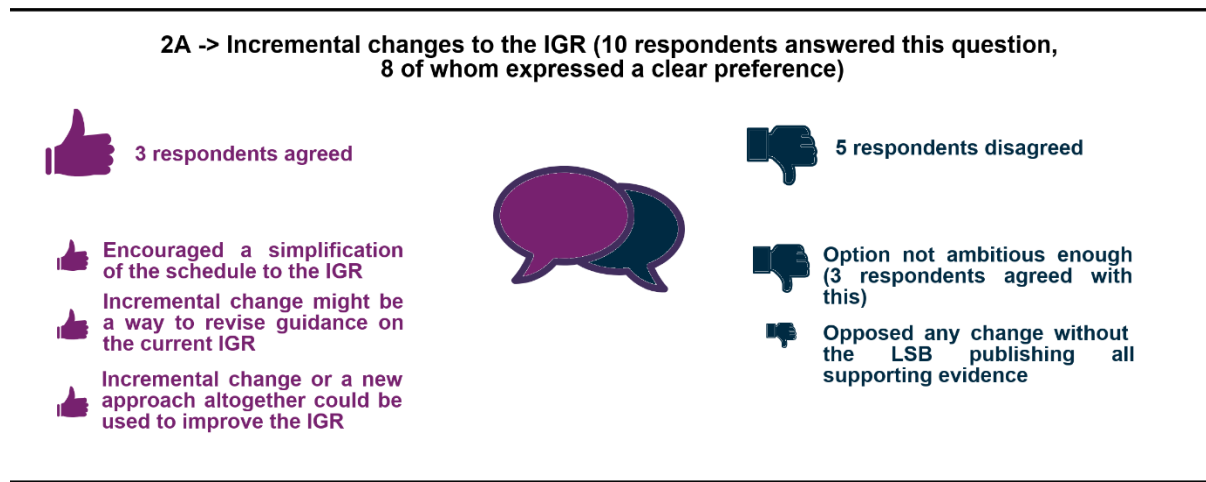 2A -> Incremental changes to the IGR (10 respondents answered this question,
8 of whom expressed a clear preference)
3 respondents agreed
Encouraged a simplification
of the schedule to the IGR
Incremental change might be
a way to revise guidance on
the current IGR
Incremental change or a new
approach altogether could be
used to improve the IGR
5 respondents disagreed
Option not ambitious enough
(3 respondents agreed with
this)
Opposed any change without
the LSB publishing all
supporting evidence